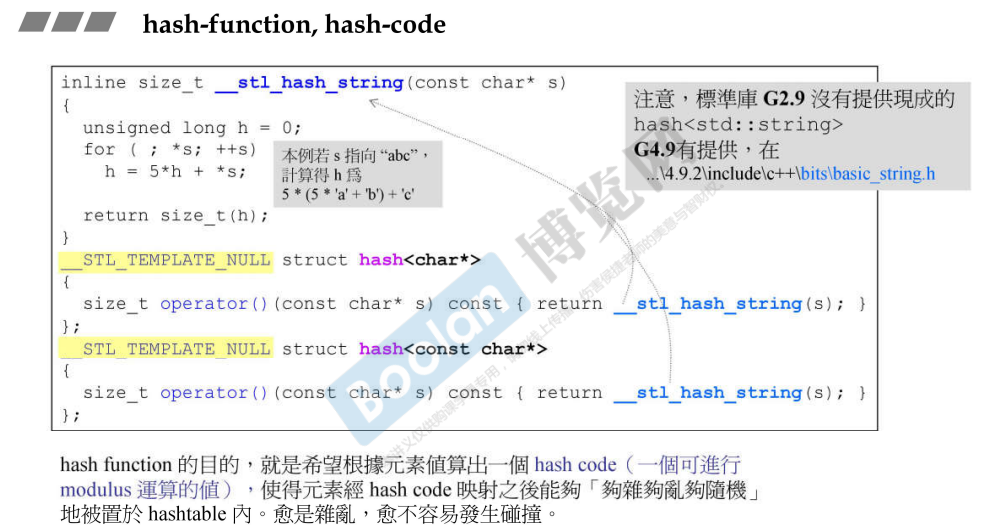 hash-function, hash-code
inline size_t __stl_hash_string(const char* s)
{
unsigned long h = 0;
for ( ; *s; ++s)
h = 5*h + *s;
return size_t(h);
}
本例若 s 指向 “abc”，
計算得 h 為
5 * (5 * 'a' + 'b') + 'c'
注意，標準庫 G2.9 沒有提供現成的
hash<std::string>
G4.9有提供，在
...\4.9.2\include\c++\bits\basic_string.h
__STL_TEMPLATE_NULL struct hash<char*>
{
size_t operator()(const char* s) const { return __stl_hash_string(s); }
};
__STL_TEMPLATE_NULL struct hash<const char*>
{
size_t operator()(const char* s) const { return __stl_hash_string(s); }
};
hash function 的目的，就是希望根據元素值算出一個 hash code（一個可進行
modulus 運算的值），使得元素經 hash code 映射之後能夠「夠雜夠亂夠隨機」
地被置於 hashtable 內。愈是雜亂，愈不容易發生碰撞。
Boolan 博览网